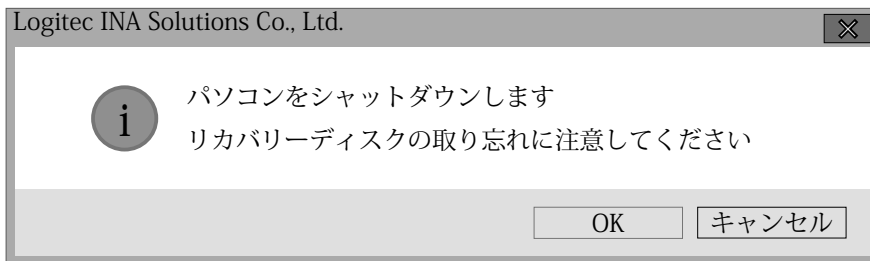 Logitec INA Solutions Co., Ltd.
i
パソコンをシャットダウンします
リカバリーディスクの取り忘れに注意してください
OK
キャンセル